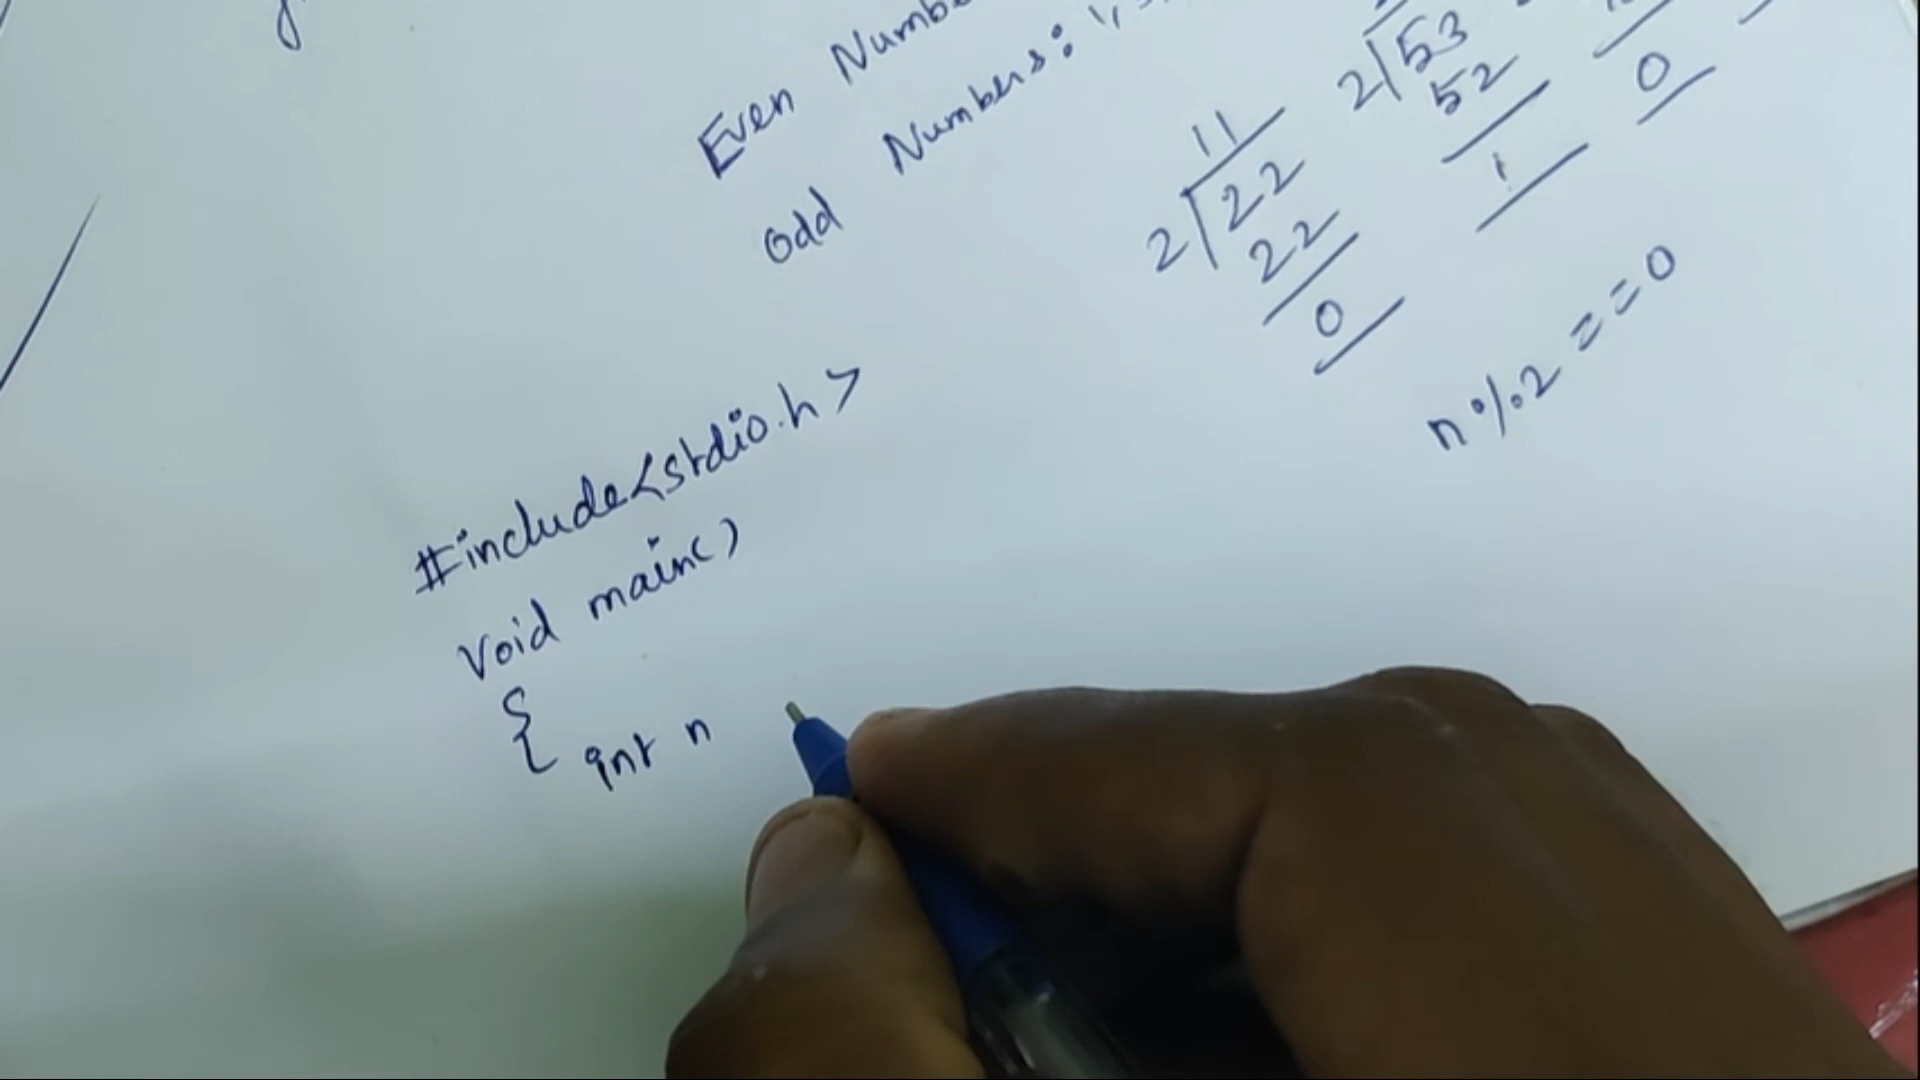 Even
Odd Numbers:
11
2 22
22
0
2 53
52
1
0
n%2 == 0
#include<stdio.h>
void main()
{
int n